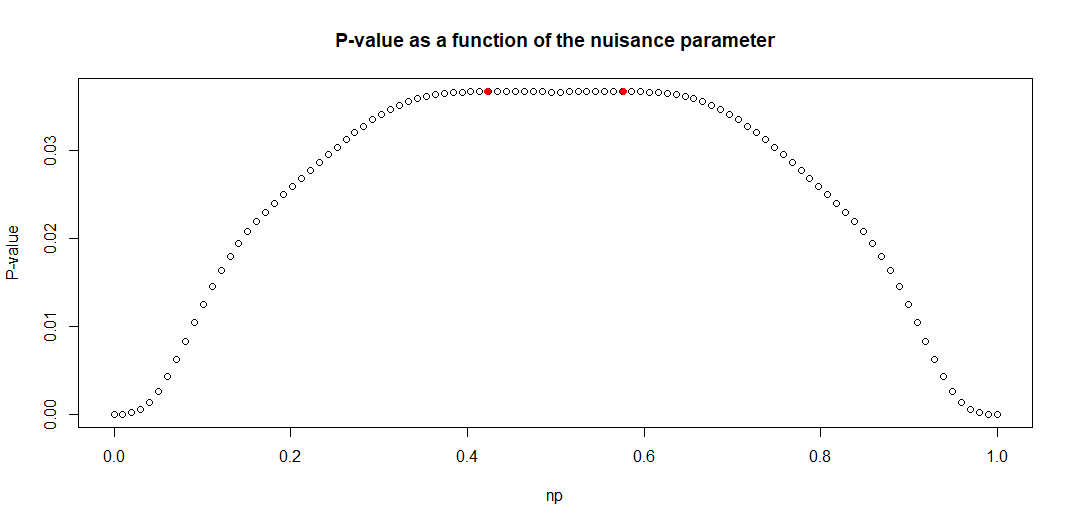 P-value as a function of the nuisance parameter
P-value
0.03
0.02
0.01
0.00
0.0 0.2 0.4 0.6 0.8 1.0
np